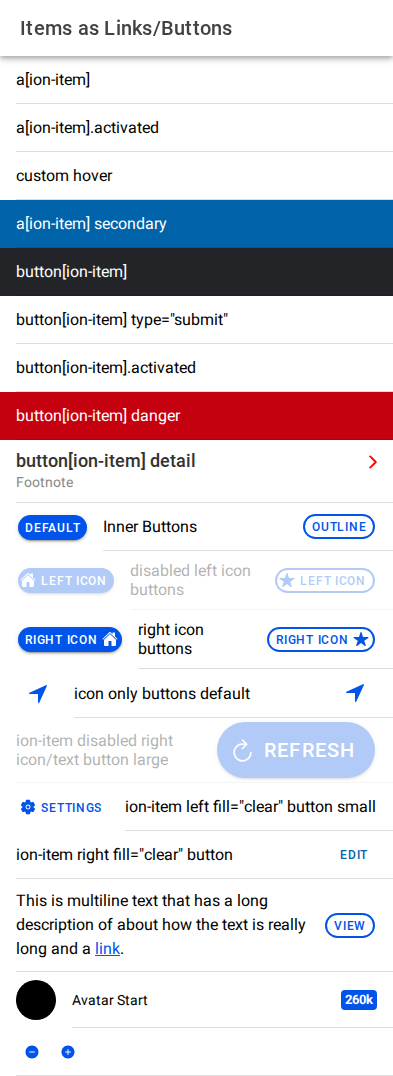 Items as Links/Buttons
a[ion-item]
a[ion-item].activated
custom hover
a[ion-item] secondary
button[ion-item]
button[ion-item] type="submit"
button[ion-item].activated
button[ion-item] danger
button[ion-item] detail
Footnote
DEFAULT Inner Buttons OUTLINE
LEFT ICON disabled left icon LEFT ICON
buttons
RIGHT ICON right icon RIGHT ICON
buttons
icon only buttons default
ion-item disabled right
icon/text button large REFRESH
SETTINGS ion-item left fill="clear" button small
ion-item right fill="clear" button EDIT
This is multiline text that has a long
description of about how the text is really VIEW
long and a link.
Avatar Start 260k